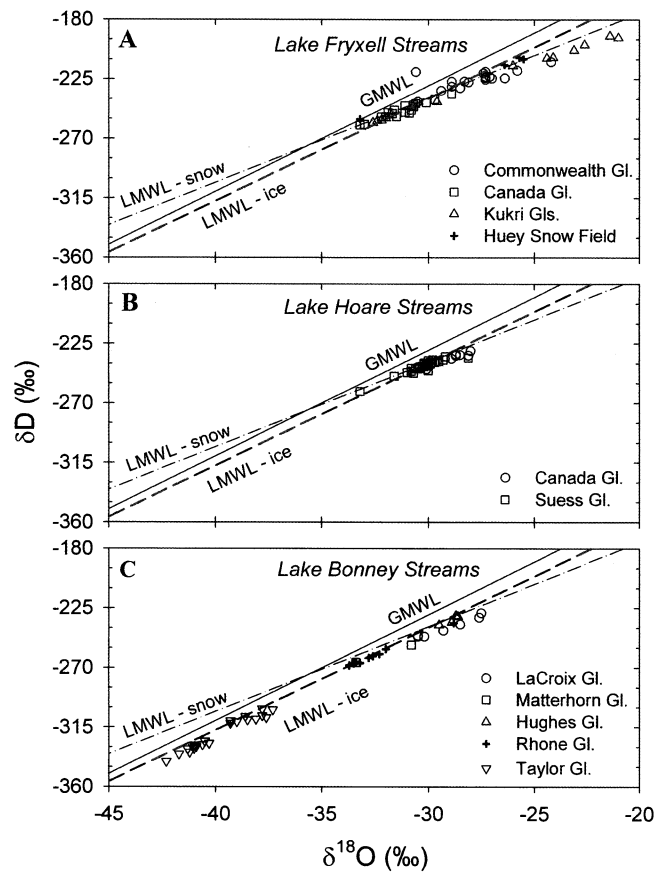 A
Lake Fryxell Streams
-180
-225
-270
-315
-360
GMWL
LMWL - snow
LMWL - ice
Commonwealth Gl.
Canada Gl.
Kukri Gls.
Huey Snow Field
B
Lake Hoare Streams
-180
-225
-270
-315
-360
GMWL
LMWL - snow
LMWL - ice
Canada Gl.
Suess Gl.
δD (‰)
C
Lake Bonney Streams
-180
-225
-270
-315
-360
GMWL
LMWL - snow
LMWL - ice
LaCroix Gl.
Matterhorn Gl.
Hughes Gl.
Rhone Gl.
Taylor Gl.
-45 -40 -35 -30 -25 -20
δ¹⁸O (‰)